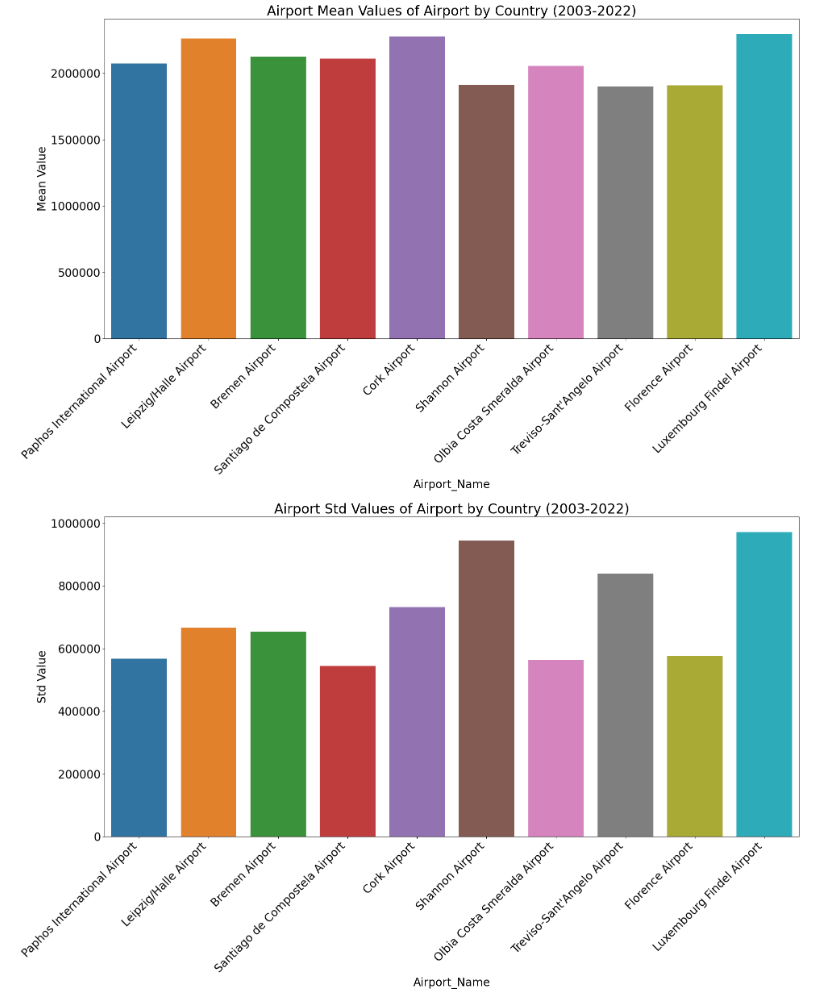 Airport Mean Values of Airport by Country (2003-2022)
2000000
1500000
1000000
500000
0
Mean Value
Paphos International Airport
Leipzig/Halle Airport
Bremen Airport
Santiago de Compostela Airport
Cork Airport
Shannon Airport
Olbia Costa Smeralda Airport
Treviso-Sant'Angelo Airport
Florence Airport
Luxembourg Findel Airport
Airport_Name
Airport Std Values of Airport by Country (2003-2022)
1000000
800000
600000
400000
200000
0
Std Value
Paphos International Airport
Leipzig/Halle Airport
Bremen Airport
Santiago de Compostela Airport
Cork Airport
Shannon Airport
Olbia Costa Smeralda Airport
Treviso-Sant'Angelo Airport
Florence Airport
Luxembourg Findel Airport
Airport_Name